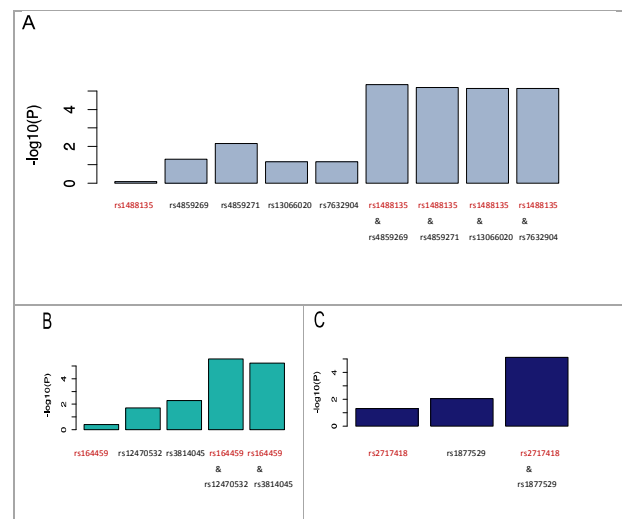 A
-log10(P)
4
2
0
rs1488135 rs4859269 rs4859271 rs13066020 rs7632904 rs1488135 rs1488135 rs1488135 rs1488135
& & & &
rs4859269 rs4859271 rs13066020 rs7632904
B
-log10(P)
4
2
0
rs164459 rs12470532 rs3814045 rs164459 rs164459
& &
rs12470532 rs3814045
C
-log10(P)
4
2
0
rs2717418 rs1877529 rs2717418
&
rs1877529